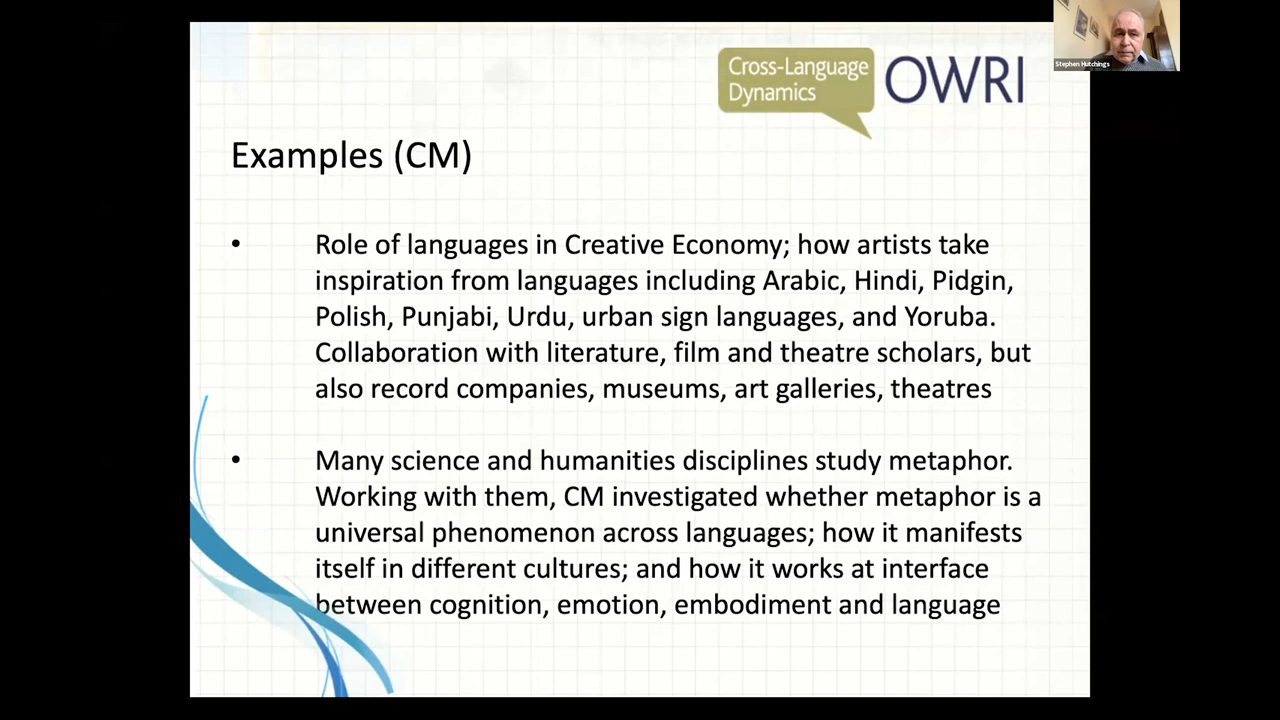 Cross-Language
Dynamics
OWRI
Stephen Hutchings
Examples (CM)
• Role of languages in Creative Economy; how artists take
inspiration from languages including Arabic, Hindi, Pidgin,
Polish, Punjabi, Urdu, urban sign languages, and Yoruba.
Collaboration with literature, film and theatre scholars, but
also record companies, museums, art galleries, theatres
• Many science and humanities disciplines study metaphor.
Working with them, CM investigated whether metaphor is a
universal phenomenon across languages; how it manifests
itself in different cultures; and how it works at interface
between cognition, emotion, embodiment and language